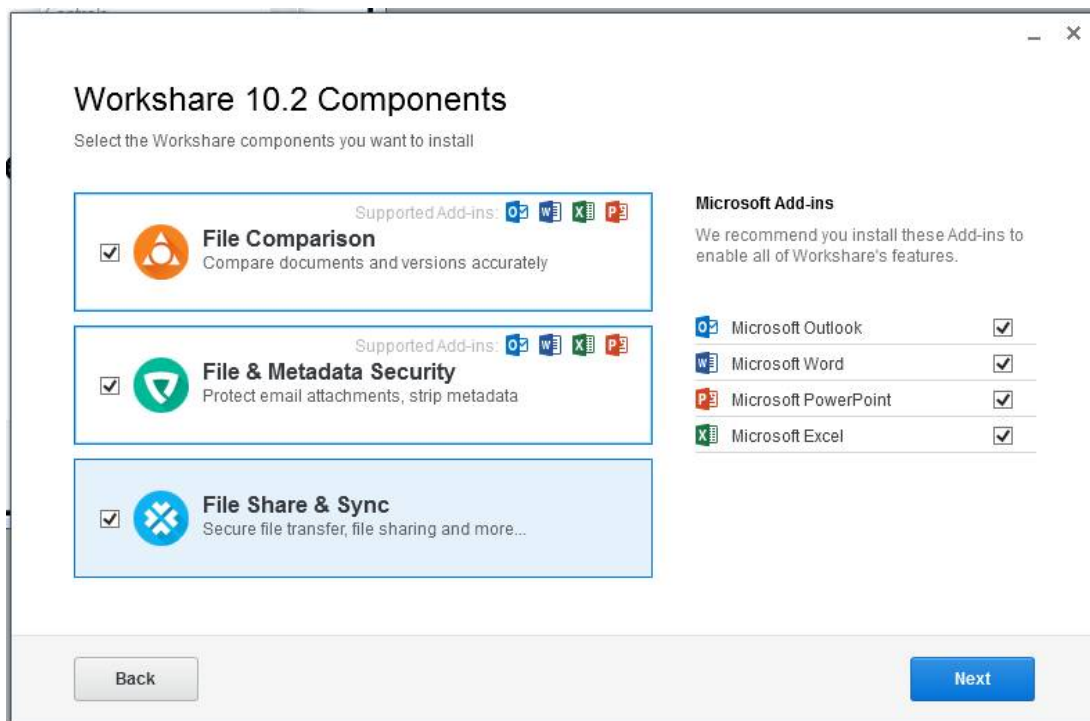 Workshare 10.2 Components
Select the Workshare components you want to install
Supported Add-ins:
File Comparison
Compare documents and versions accurately
Supported Add-ins:
File & Metadata Security
Protect email attachments, strip metadata
File Share & Sync
Secure file transfer, file sharing and more...
Microsoft Add-ins
We recommend you install these Add-ins to
enable all of Workshare's features.
Microsoft Outlook
Microsoft Word
Microsoft PowerPoint
Microsoft Excel
Back
Next